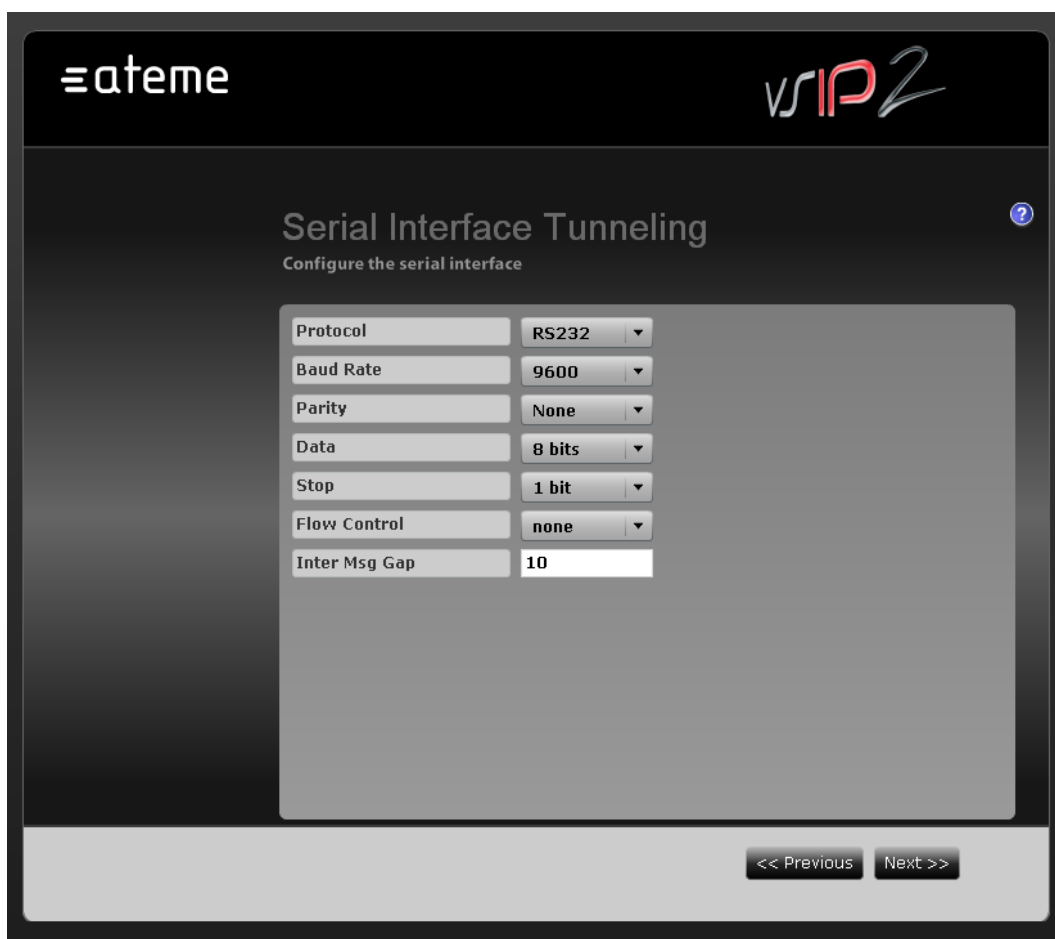 ateme
vsIP2
Serial Interface Tunneling
?
Configure the serial interface
Protocol RS232
Baud Rate 9600
Parity None
Data 8 bits
Stop 1 bit
Flow Control none
Inter Msg Gap 10
<< Previous Next >>